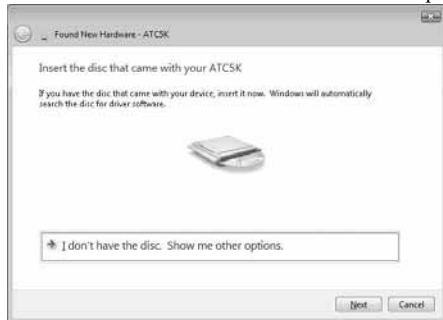 Found New Hardware - ATC5K
Insert the disc that came with your ATC5K
If you have the disc that came with your device, insert it now. Windows will automatically
search the disc for driver software.
I don't have the disc. Show me other options.
Next
Cancel